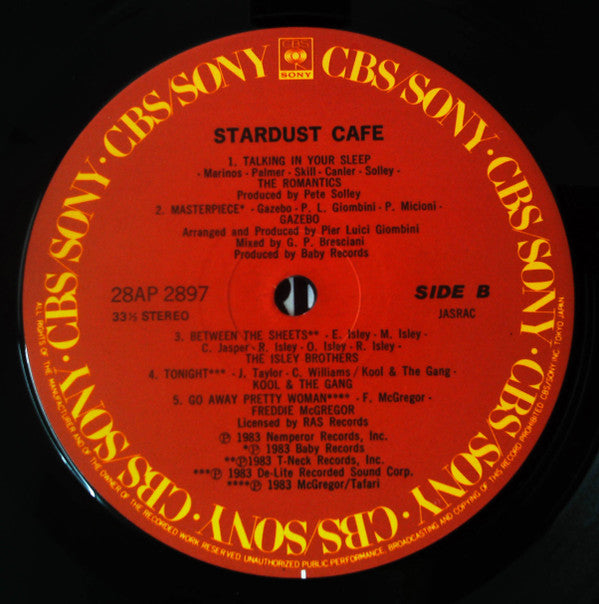 CBS/SONY · CBS/SONY · CBS/SONY · CBS/SONY · CBS/SONY · CBS/SONY · CBS/SONY · CBS/SONY
CBS
SONY
STARDUST CAFE
1. TALKING IN YOUR SLEEP
- Marinos - Palmer - Skill - Canler - Solley -
THE ROMANTICS
Produced by Pete Solley
2. MASTERPIECE* - Gazebo - P. L. Giombini - P. Micioni -
GAZEBO
Arranged and Produced by Pier Luici Giombini
Mixed by G. P. Bresciani
Produced by Baby Records
28AP 2897
33⅓ STEREO
SIDE B
JASRAC
3. BETWEEN THE SHEETS** - E. Isley - M. Isley -
C. Jasper - R. Isley - O. Isley - R. Isley -
THE ISLEY BROTHERS
4. TONIGHT*** - J. Taylor - C. Williams / Kool & The Gang -
KOOL & THE GANG
5. GO AWAY PRETTY WOMAN**** - F. McGregor -
FREDDIE McGREGOR
Licensed by RAS Records
Ⓟ 1983 Nemperor Records, Inc.
*Ⓟ 1983 Baby Records
**Ⓟ1983 T-Neck Records, Inc.
***Ⓟ 1983 De-Lite Recorded Sound Corp.
****Ⓟ 1983 McGregor/Tafari
ALL RIGHTS OF THE MANUFACTURER AND OF THE OWNER OF THE RECORDED WORK RESERVED. UNAUTHORIZED PUBLIC PERFORMANCE, BROADCASTING AND COPYING OF THIS RECORD PROHIBITED. CBS/SONY INC. TOKYO JAPAN